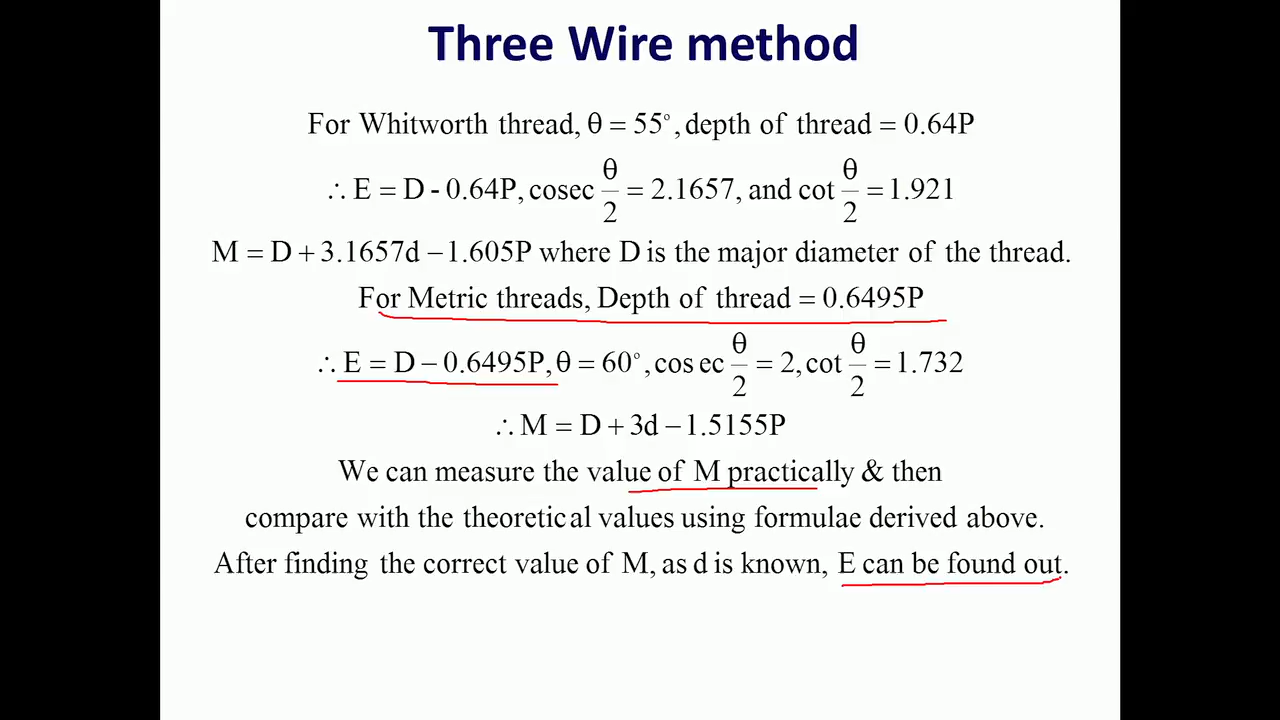 Three Wire method
For Whitworth thread, θ = 55°, depth of thread = 0.64P
∴ E = D - 0.64P, cosec θ/2 = 2.1657, and cot θ/2 = 1.921
M = D + 3.1657d − 1.605P where D is the major diameter of the thread.
For Metric threads, Depth of thread = 0.6495P
∴ E = D − 0.6495P, θ = 60°, cos ec θ/2 = 2, cot θ/2 = 1.732
∴ M = D + 3d − 1.5155P
We can measure the value of M practically & then
compare with the theoretical values using formulae derived above.
After finding the correct value of M, as d is known, E can be found out.